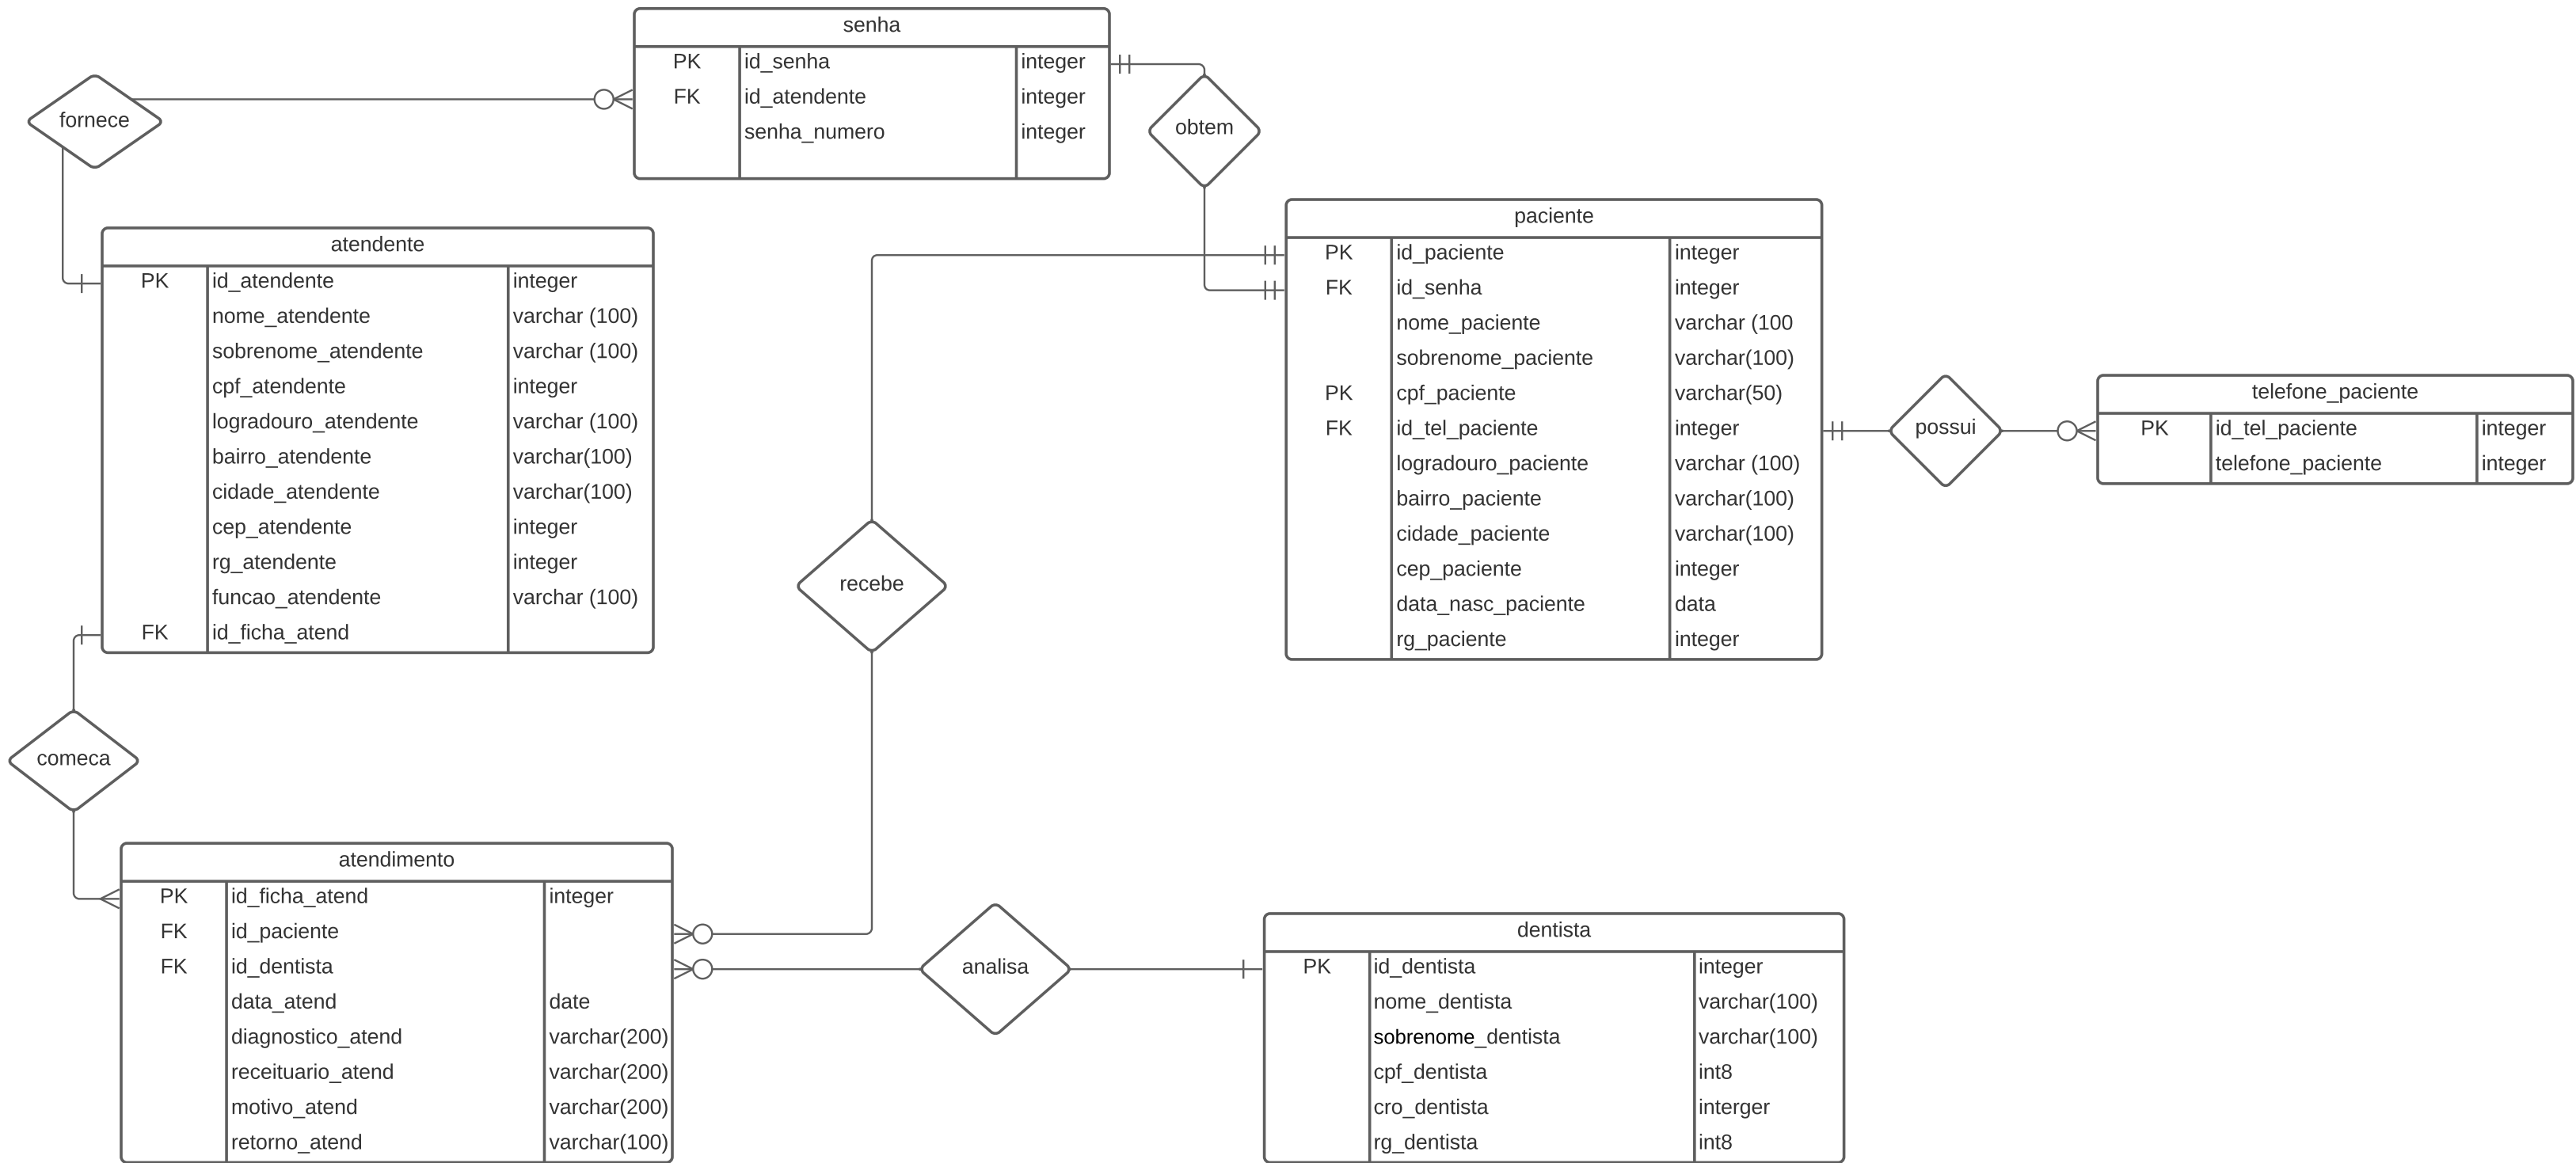 senha
PK id_senha integer
FK id_atendente integer
senha_numero integer
fornece
obtem
atendente
PK id_atendente integer
nome_atendente varchar (100)
sobrenome_atendente varchar (100)
cpf_atendente integer
logradouro_atendente varchar (100)
bairro_atendente varchar(100)
cidade_atendente varchar(100)
cep_atendente integer
rg_atendente integer
funcao_atendente varchar (100)
FK id_ficha_atend
paciente
PK id_paciente integer
FK id_senha integer
nome_paciente varchar (100
sobrenome_paciente varchar(100)
PK cpf_paciente varchar(50)
FK id_tel_paciente integer
logradouro_paciente varchar (100)
bairro_paciente varchar(100)
cidade_paciente varchar(100)
cep_paciente integer
data_nasc_paciente data
rg_paciente integer
possui
telefone_paciente
PK id_tel_paciente integer
telefone_paciente integer
recebe
comeca
atendimento
PK id_ficha_atend integer
FK id_paciente
FK id_dentista
data_atend date
diagnostico_atend varchar(200)
receituario_atend varchar(200)
motivo_atend varchar(200)
retorno_atend varchar(100)
analisa
dentista
PK id_dentista integer
nome_dentista varchar(100)
sobrenome_dentista varchar(100)
cpf_dentista int8
cro_dentista interger
rg_dentista int8